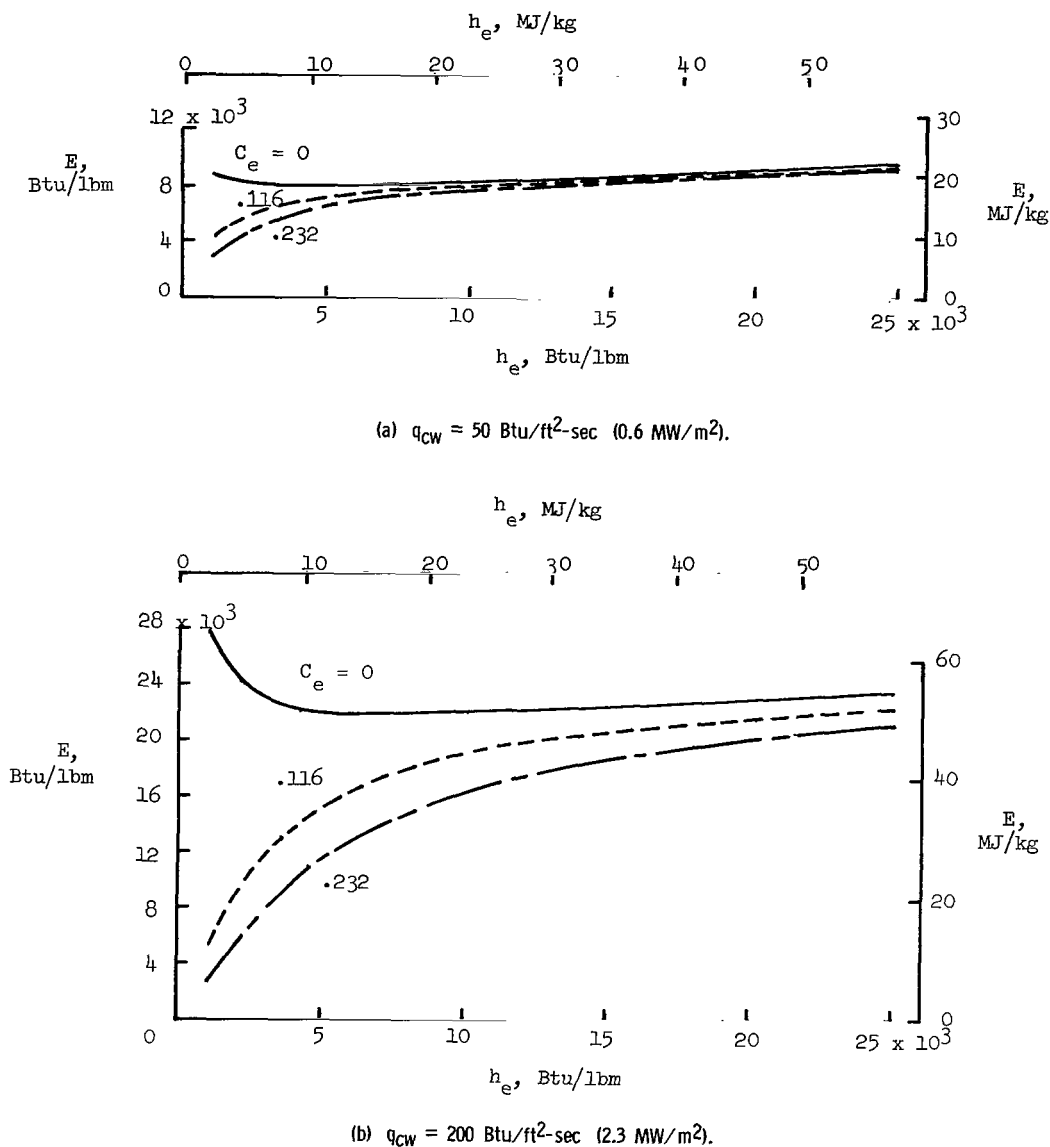 h_e, MJ/kg
0 10 20 30 40 50
12 x 10^3
E,
Btu/lbm
8
4
0
C_e = 0
.116
.232
30
20
10
0
E,
MJ/kg
5 10 15 20 25 x 10^3
h_e, Btu/lbm
(a) q_CW = 50 Btu/ft^2-sec (0.6 MW/m^2).
h_e, MJ/kg
0 10 20 30 40 50
28 x 10^3
24
20
E,
Btu/lbm
16
12
8
4
0
C_e = 0
.116
.232
60
40
E,
MJ/kg
20
0
5 10 15 20 25 x 10^3
h_e, Btu/lbm
(b) q_CW = 200 Btu/ft^2-sec (2.3 MW/m^2).